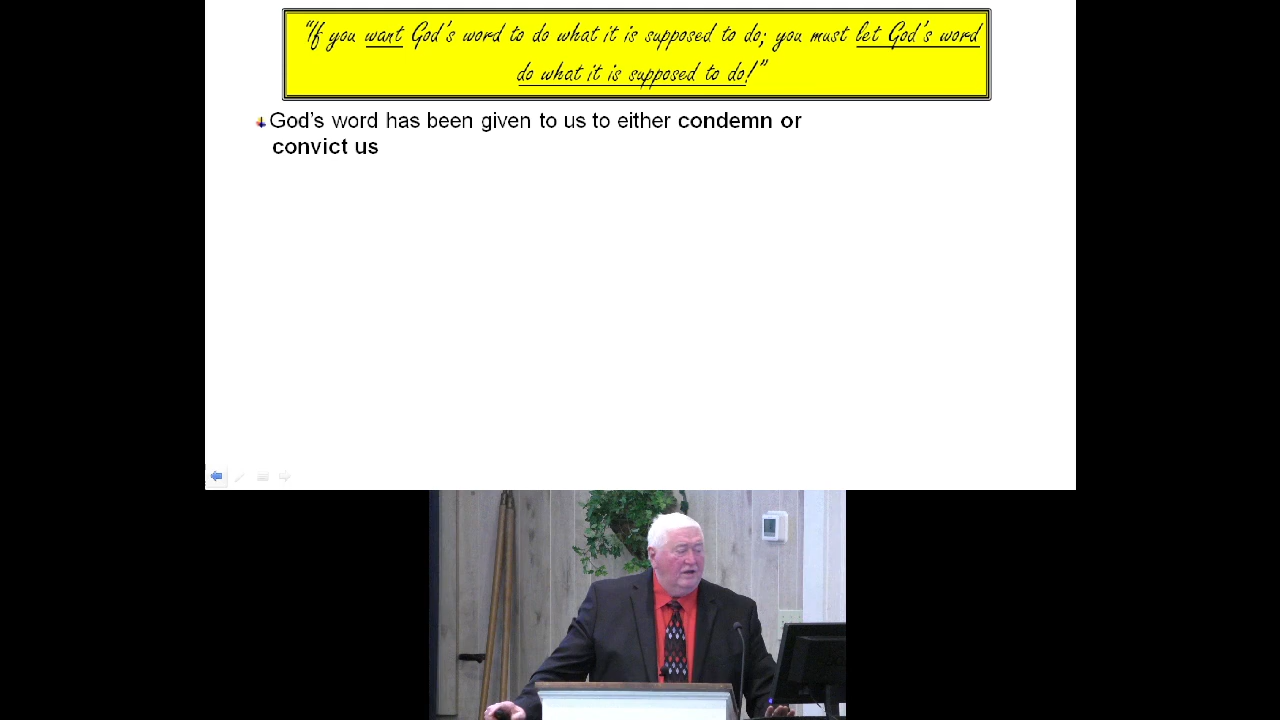 “If you want God’s word to do what it is supposed to do; you must let God’s word
do what it is supposed to do!”
God’s word has been given to us to either condemn or
convict us